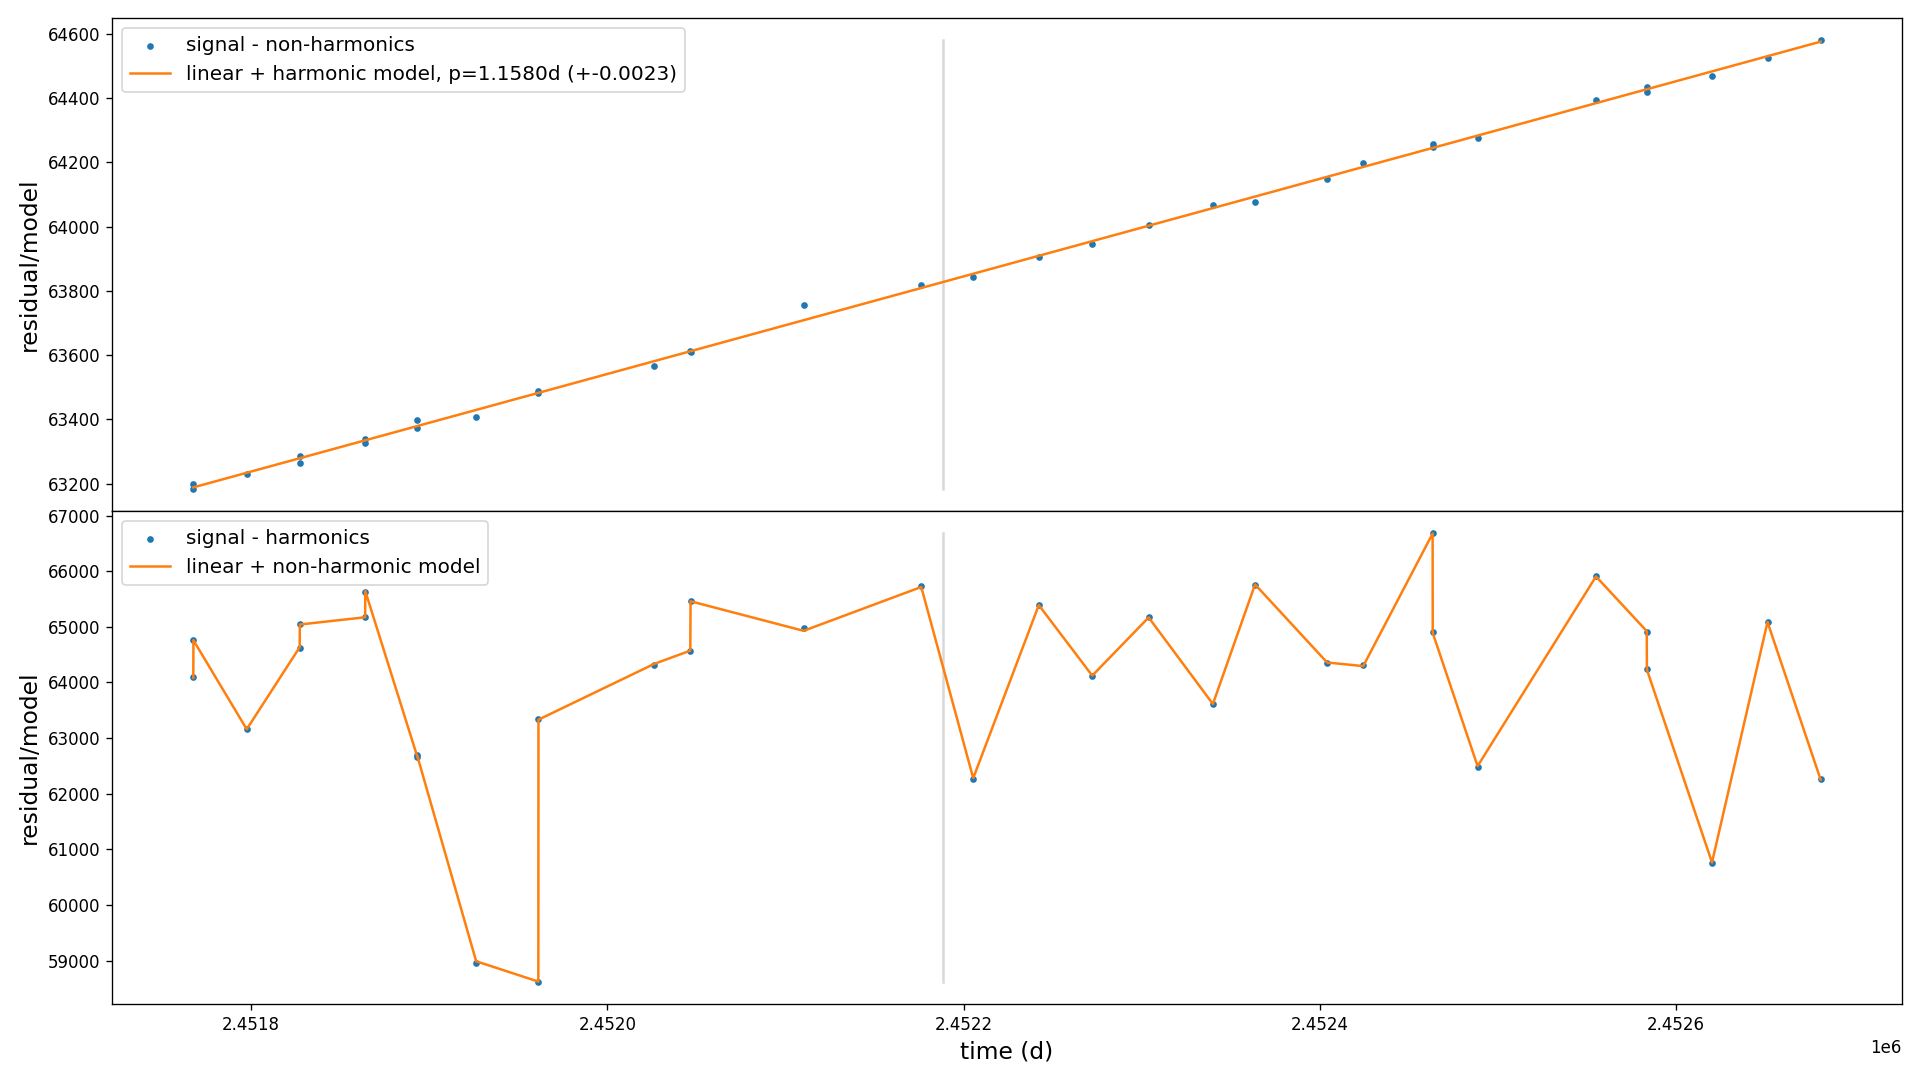 64600
64400
64200
64000
63800
63600
63400
63200
residual/model
signal - non-harmonics
linear + harmonic model, p=1.1580d (+-0.0023)
67000
66000
65000
64000
63000
62000
61000
60000
59000
residual/model
signal - harmonics
linear + non-harmonic model
2.4518 2.4520 2.4522 2.4524 2.4526
time (d)
1e6